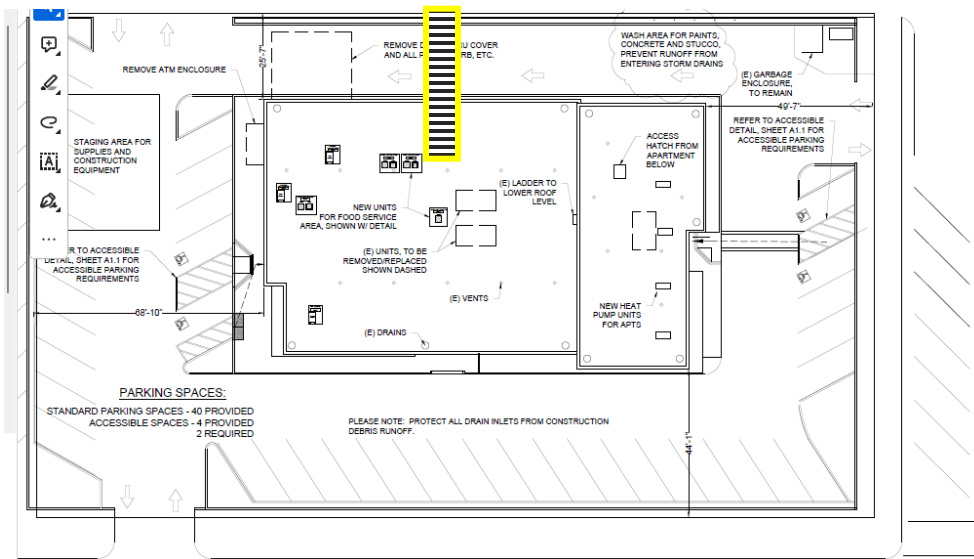 REMOVE D RU COVER
AND ALL P RB, ETC.
WASH AREA FOR PAINTS,
CONCRETE AND STUCCO,
PREVENT RUNOFF FROM
ENTERING STORM DRAINS
25'-7"
REMOVE ATM ENCLOSURE
(E) GARBAGE
ENCLOSURE,
TO REMAIN
49'-7"
REFER TO ACCESSIBLE
DETAIL, SHEET A1.1 FOR
ACCESSIBLE PARKING
REQUIREMENTS
STAGING AREA FOR
SUPPLIES AND
CONSTRUCTION
EQUIPMENT
ACCESS
HATCH FROM
APARTMENT
BELOW
(E) LADDER TO
LOWER ROOF
LEVEL
NEW UNITS
FOR FOOD SERVICE
AREA, SHOWN W/ DETAIL
ER TO ACCESSIBLE
DETAIL, SHEET A1.1 FOR
ACCESSIBLE PARKING
REQUIREMENTS
(E) UNITS, TO BE
REMOVED/REPLACED
SHOWN DASHED
(E) VENTS
NEW HEAT
PUMP UNITS
FOR APTS
68'-10"
(E) DRAINS
PARKING SPACES:
STANDARD PARKING SPACES - 40 PROVIDED
ACCESSIBLE SPACES - 4 PROVIDED
2 REQUIRED
PLEASE NOTE: PROTECT ALL DRAIN INLETS FROM CONSTRUCTION
DEBRIS RUNOFF.
44'-1"